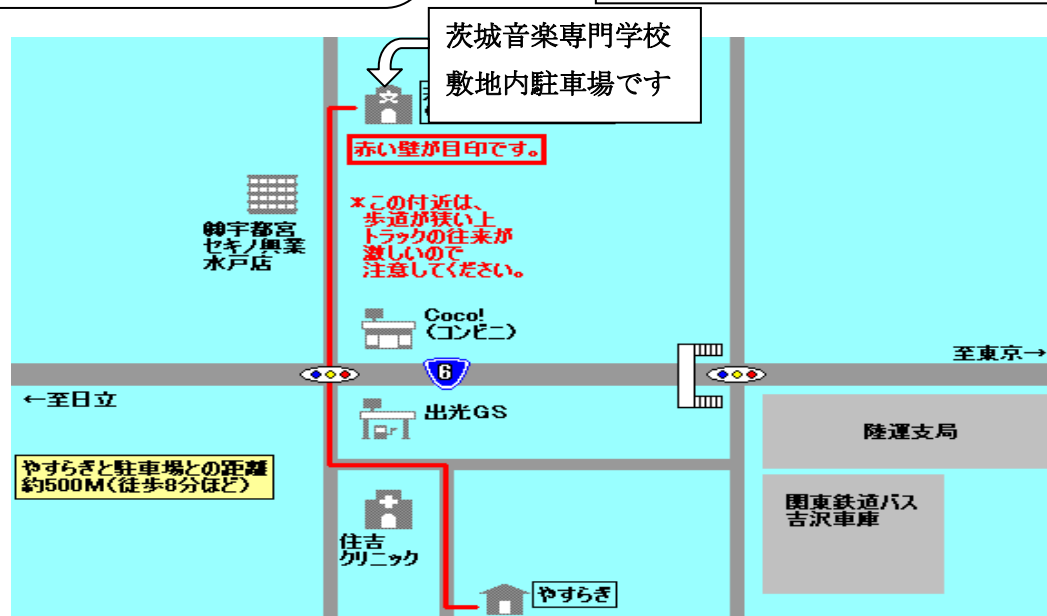 茨城音楽専門学校
敷地内駐車場です
赤い壁が目印です。
*この付近は、
歩道が狭い上
トラックの往来が
激しいので
注意してください。
㈱宇都宮
セキノ興業
水戸店
Coco!
(コンビニ)
6
至東京→
←至日立
出光GS
陸運支局
やすらぎと駐車場との距離
約500M(徒歩8分ほど)
関東鉄道バス
吉沢車庫
住吉
クリニック
やすらぎ